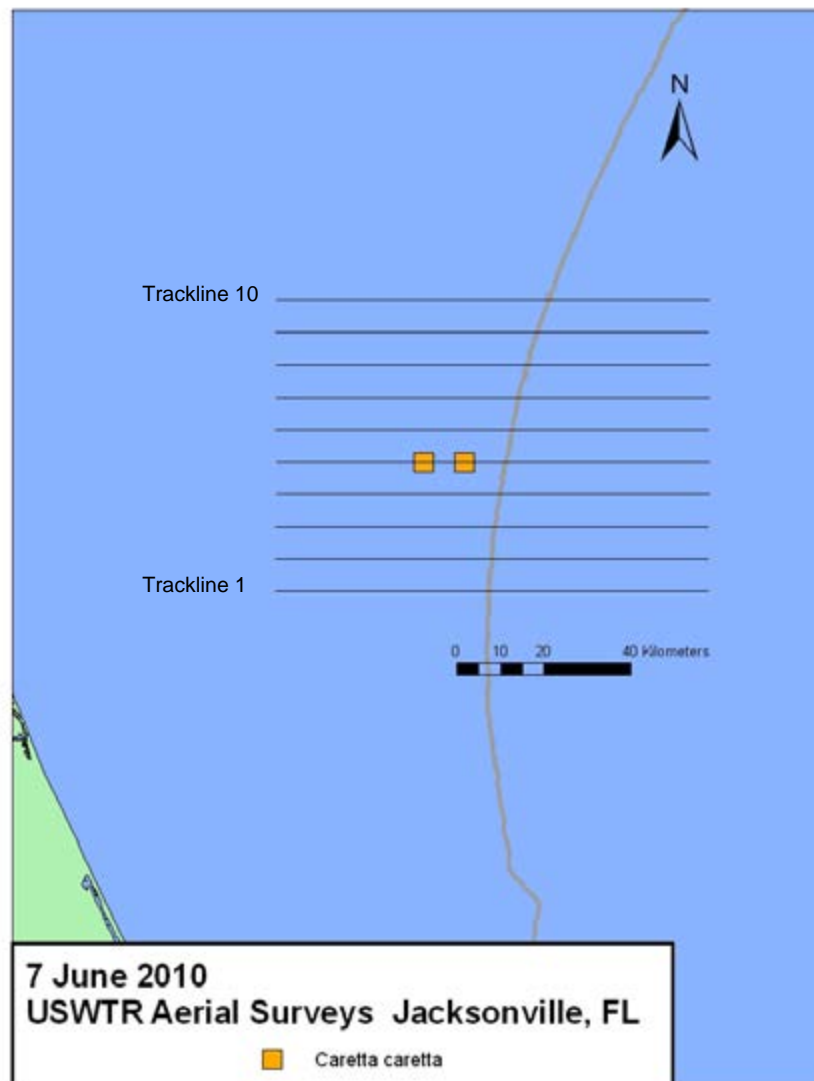 N
Trackline 10
Trackline 1
0 10 20 40 Kilometers
7 June 2010
USWTR Aerial Surveys Jacksonville, FL
Caretta caretta